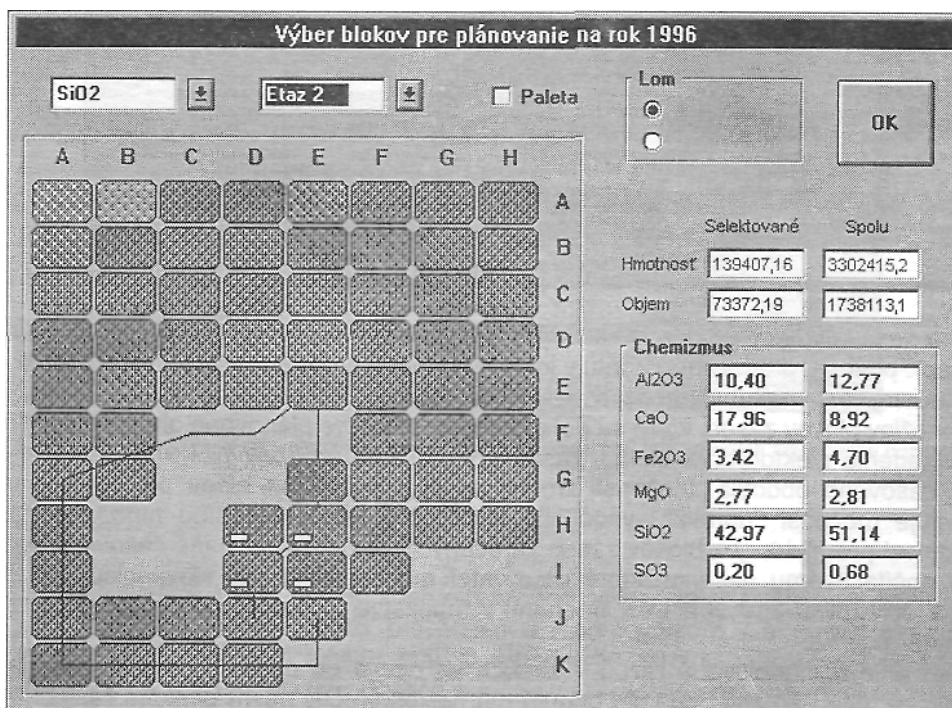 Výber blokov pre plánovanie na rok 1996
SiO2
Etaz 2
Paleta
Lom
OK
A B C D E F G H
A
B
C
D
E
F
G
H
I
J
K
Selektované Spolu
Hmotnosť 139407,16 3302415,2
Objem 73372,19 1738113,1
Chemizmus
Al2O3 10,40 12,77
CaO 17,96 8,92
Fe2O3 3,42 4,70
MgO 2,77 2,81
SiO2 42,97 51,14
SO3 0,20 0,68